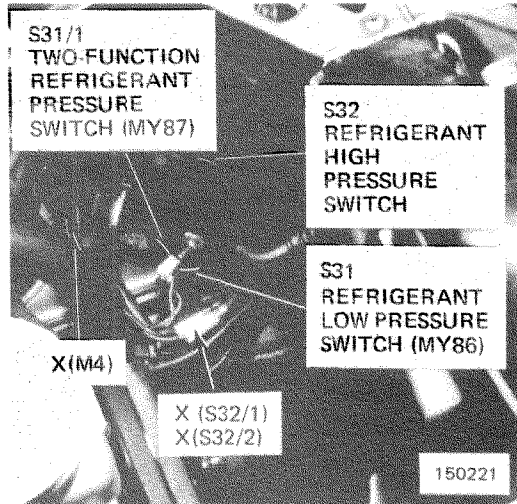 S31/1
TWO-FUNCTION
REFRIGERANT
PRESSURE
SWITCH (MY87)
S32
REFRIGERANT
HIGH
PRESSURE
SWITCH
S31
REFRIGERANT
LOW PRESSURE
SWITCH (MY86)
X(M4)
X (S32/1)
X(S32/2)
150221